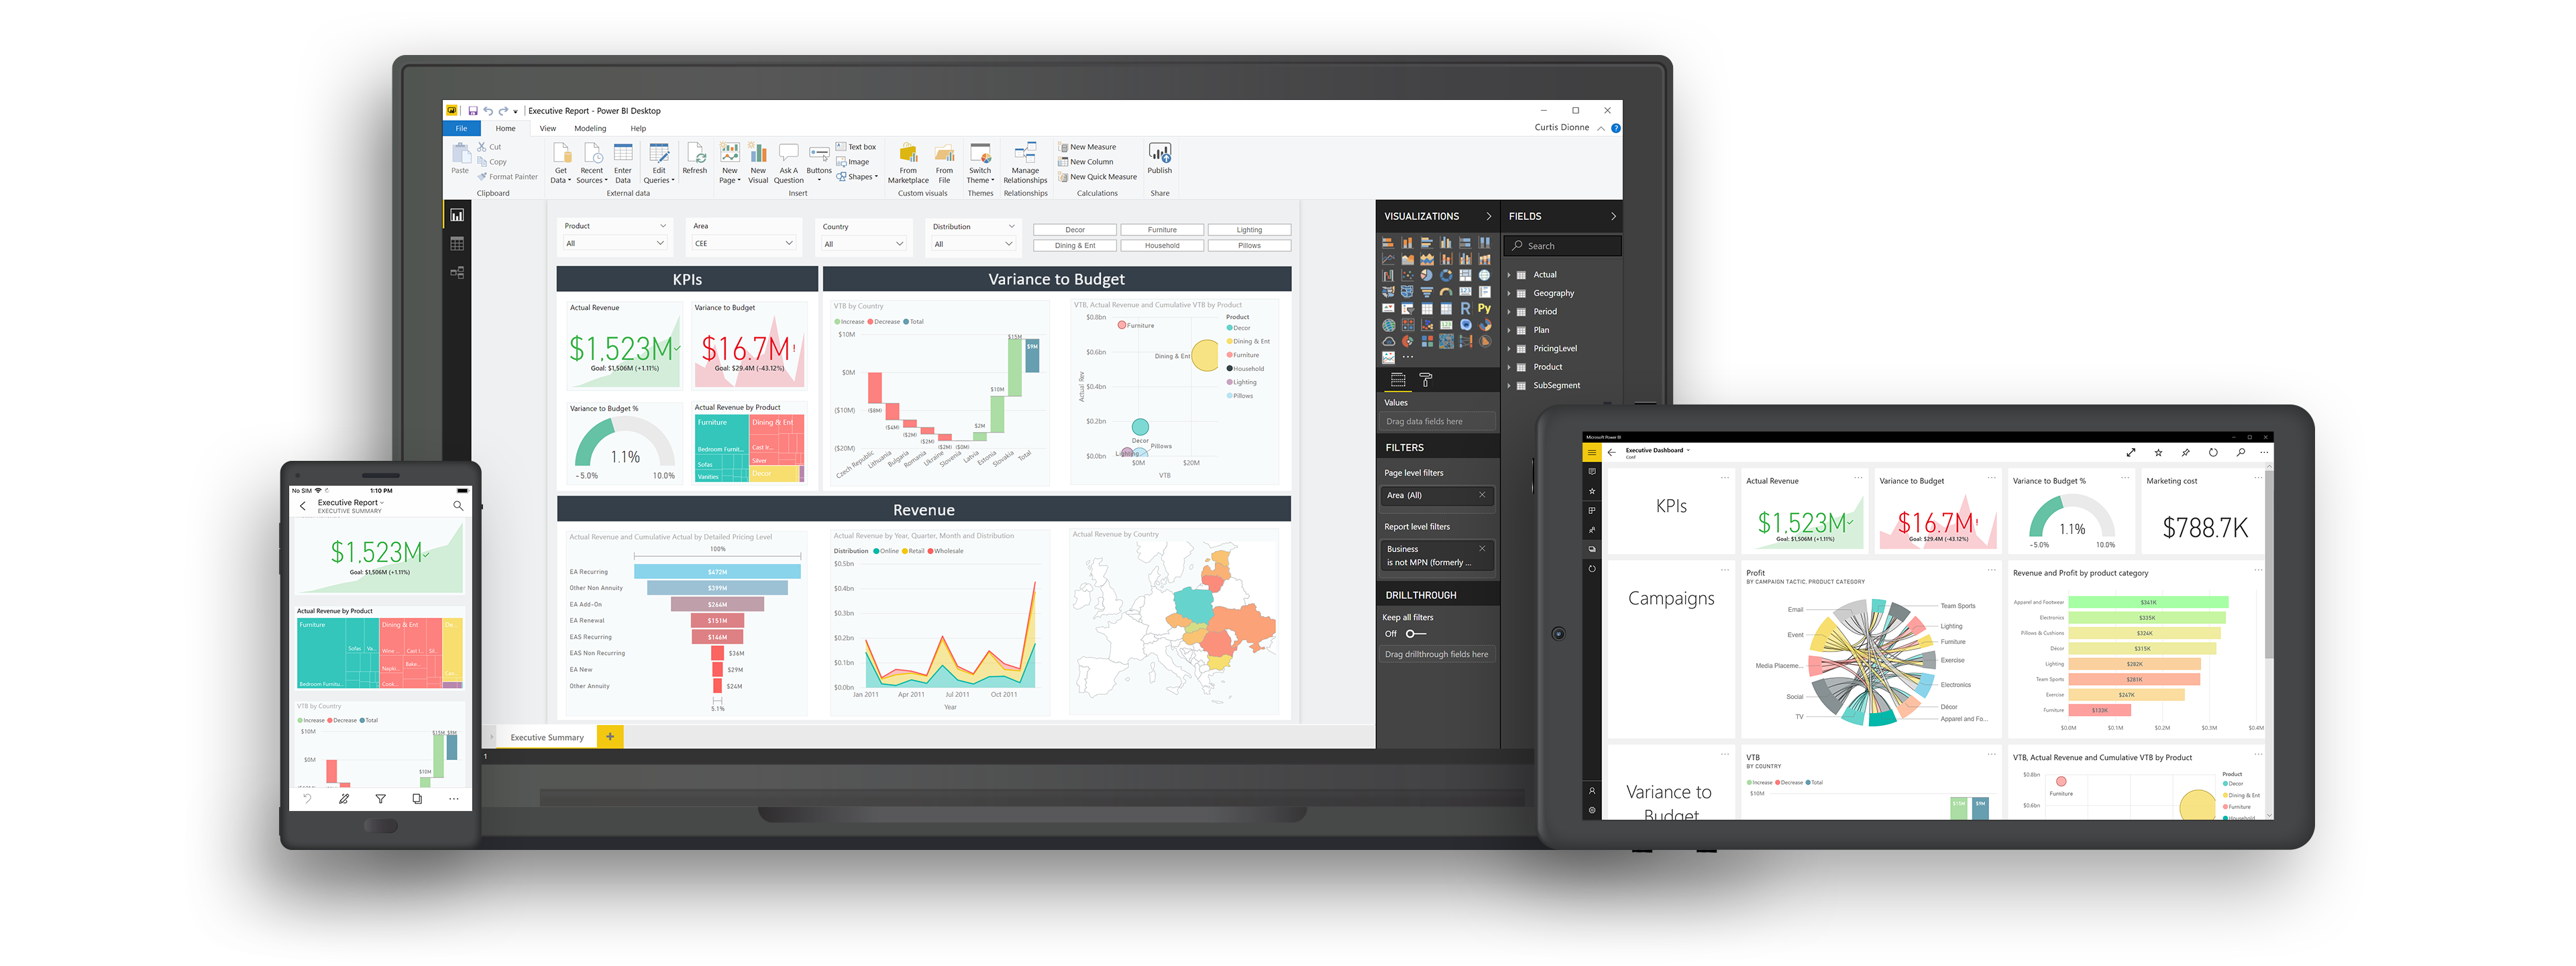 Executive Report - Power BI Desktop
File Home View Modeling Help
Curtis Dionne
Paste
Cut
Copy
Format Painter
Clipboard
Get Data
Recent Sources
Enter Data
External data
Edit Queries
Refresh
New Page
New Visual
Ask A Question
Buttons
Text box
Image
Shapes
Insert
From Marketplace
From File
Custom visuals
Switch Theme
Themes
Manage Relationships
Relationships
New Measure
New Column
New Quick Measure
Calculations
Publish
Share
Product
All
Area
CEE
Country
All
Distribution
All
Decor Furniture Lighting
Dining & Ent Household Pillows
KPIs
Actual Revenue
$1,523M
Goal: $1,506M (+1.11%)
Variance to Budget
$16.7M!
Goal: $29.4M (-43.12%)
Variance to Budget %
1.1%
-5.0% 10.0%
Actual Revenue by Product
Furniture Dining & Ent
Bedroom Furnit...
Cast Ir...
Sofas
Silver
Vanities
Decor
Variance to Budget
VTB by Country
Increase Decrease Total
$10M
$0M
($10M)
($20M)
($8M)
($4M)
($2M)
($2M)
($2M)
($0M)
$2M
$10M
$15M
$9M
Czech Republic
Lithuania
Bulgaria
Romania
Ukraine
Slovenia
Latvia
Estonia
Slovakia
Total
VTB, Actual Revenue and Cumulative VTB by Product
$0.8bn
$0.6bn
$0.4bn
$0.2bn
$0.0bn
Actual Rev
Furniture
Dining & Ent
Decor
Pillows
Lighting
$0M $20M
VTB
Product
Decor
Dining & Ent
Furniture
Household
Lighting
Pillows
Revenue
Actual Revenue and Cumulative Actual by Detailed Pricing Level
100%
EA Recurring $472M
Other Non Annuity $399M
EA Add-On $264M
EA Renewal $151M
EAS Recurring $146M
EAS Non Recurring $36M
EA New $29M
Other Annuity $24M
5.1%
Actual Revenue by Year, Quarter, Month and Distribution
Distribution Online Retail Wholesale
$0.5bn
$0.4bn
$0.3bn
$0.2bn
$0.1bn
$0.0bn
Jan 2011 Apr 2011 Jul 2011 Oct 2011
Year
Actual Revenue by Country
Executive Summary
VISUALIZATIONS
R Py
Values
Drag data fields here
FILTERS
Page level filters
Area (All)
Report level filters
Business
is not MPN (formerly ...
DRILLTHROUGH
Keep all filters
Off
Drag drillthrough fields here
FIELDS
Search
Actual
Geography
Period
Plan
PricingLevel
Product
SubSegment
No SIM 1:10 PM
Executive Report
EXECUTIVE SUMMARY
$1,523M
Goal: $1,506M (+1.11%)
Actual Revenue by Product
Furniture Dining & Ent De...
Sofas Va... Wine ... Cast I... Sil...
Bake...
Napki...
Bedroom Furnitu... Cook...
VTB by Country
Increase Decrease Total
$10M
$0M
$10M
$15M $9M
Microsoft Power BI
Executive Dashboard
KPIs
Actual Revenue
$1,523M
Goal: $1,506M (+1.11%)
Variance to Budget
$16.7M!
Goal: $29.4M (-43.12%)
Variance to Budget %
1.1%
-5.0% 10.0%
Marketing cost
$788.7K
Campaigns
Profit
BY CAMPAIGN TACTIC, PRODUCT CATEGORY
Email
Event
Media Placeme...
Social
TV
Team Sports
Lighting
Furniture
Exercise
Electronics
Décor
Apparel and Fo...
Revenue and Profit by product category
Apparel and Footwear $341K
Electronics $335K
Pillows & Cushions $324K
Décor $315K
Lighting $282K
Team Sports $281K
Exercise $247K
Furniture $133K
$0.0M $0.1M $0.2M $0.3M $0.4M
Variance to
Budget
VTB
BY COUNTRY
Increase Decrease Total
$10M
$15M $9M
VTB, Actual Revenue and Cumulative VTB by Product
$0.8bn
$0.6bn
Furniture
Product
Decor
Dining & Ent
Furniture
Household